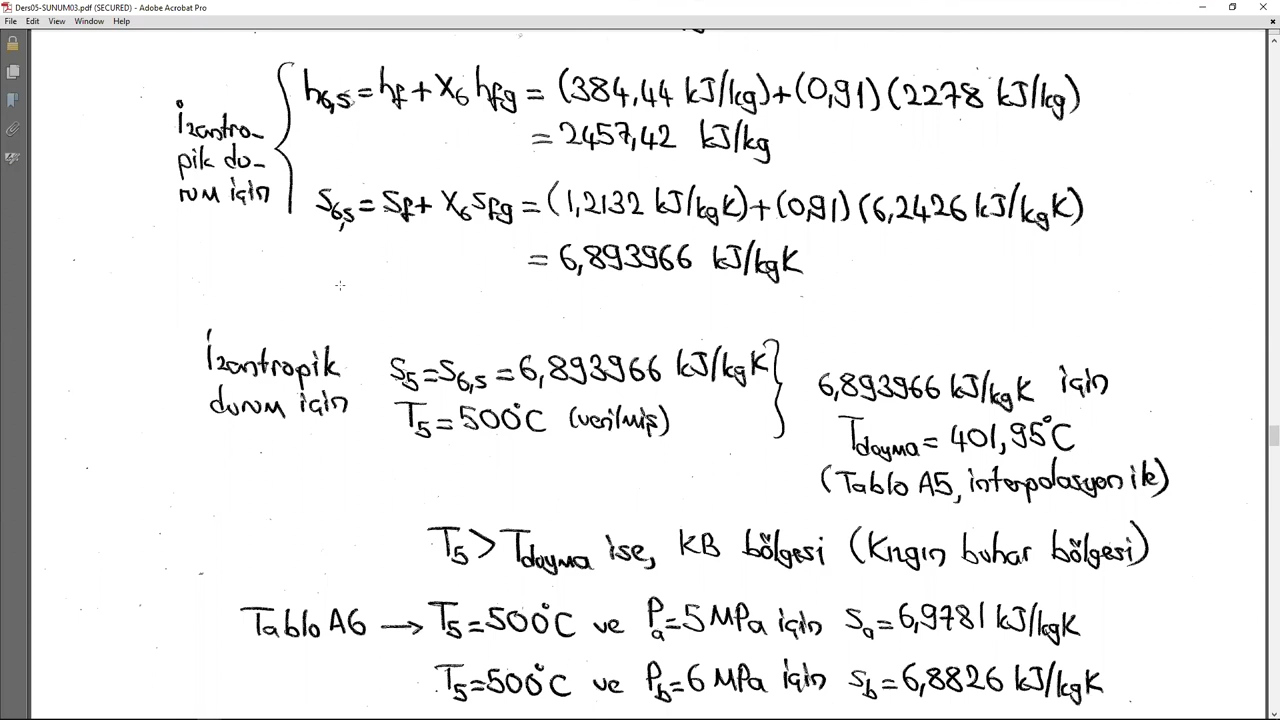 Ders05-SUNUM03.pdf (SECURED) - Adobe Acrobat Pro
File Edit View Window Help
İzantro-
pik du-
rum için
h6,s = hf + X6 hfg = (384,44 kJ/kg) + (0,91) (2278 kJ/kg)
= 2457,42 kJ/kg
S6,s = Sf + X6 Sfg = (1,2132 kJ/kgK) + (0,91) (6,2426 kJ/kgK)
= 6,893966 kJ/kgK
İzantropik
durum için
S5 = S6,s = 6,893966 kJ/kgK
T5 = 500°C (verilmiş)
6,893966 kJ/kgK için
Tdoyma = 401,95°C
(Tablo A5, interpolasyon ile)
T5 > Tdoyma ise, KB bölgesi (Kızgın buhar bölgesi)
Tablo A6 → T5 = 500°C ve Pa = 5 MPa için Sa = 6,9781 kJ/kgK
T5 = 500°C ve Pb = 6 MPa için Sb = 6,8826 kJ/kgK